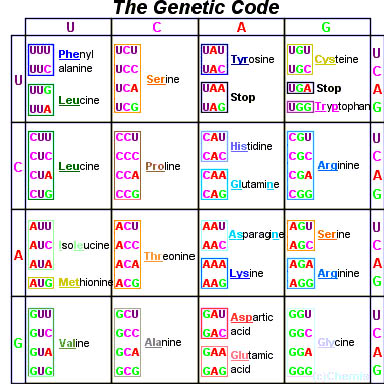 The Genetic Code
U C A G
UUU Phenyl UCU Serine UAU Tyrosine UGU Cysteine U
UUC alanine UCC UAC UGC C
U
UUG Leucine UCA UAA Stop UGA Stop A
UUA UCG UAG UGG Tryptophan G
CUU Leucine CCU Proline CAU Histidine CGU Arginine U
CUC CCC CAC CGC C
C
CUA CCA CAA Glutamine CGA A
CUG CCG CAG CGG G
AUU Isoleucine ACU Threonine AAU Asparagine AGU Serine U
AUC ACC AAC AGC C
A
AUA ACA AAA Lysine AGA Arginine A
AUG Methionine ACG AAG AGG G
GUU Valine GCU Alanine GAU Aspartic acid GGU Glycine U
GUC GCC GAC GGC C
G
GUA GCA GAA Glutamic acid GGA A
GUG GCG GAG GGG G